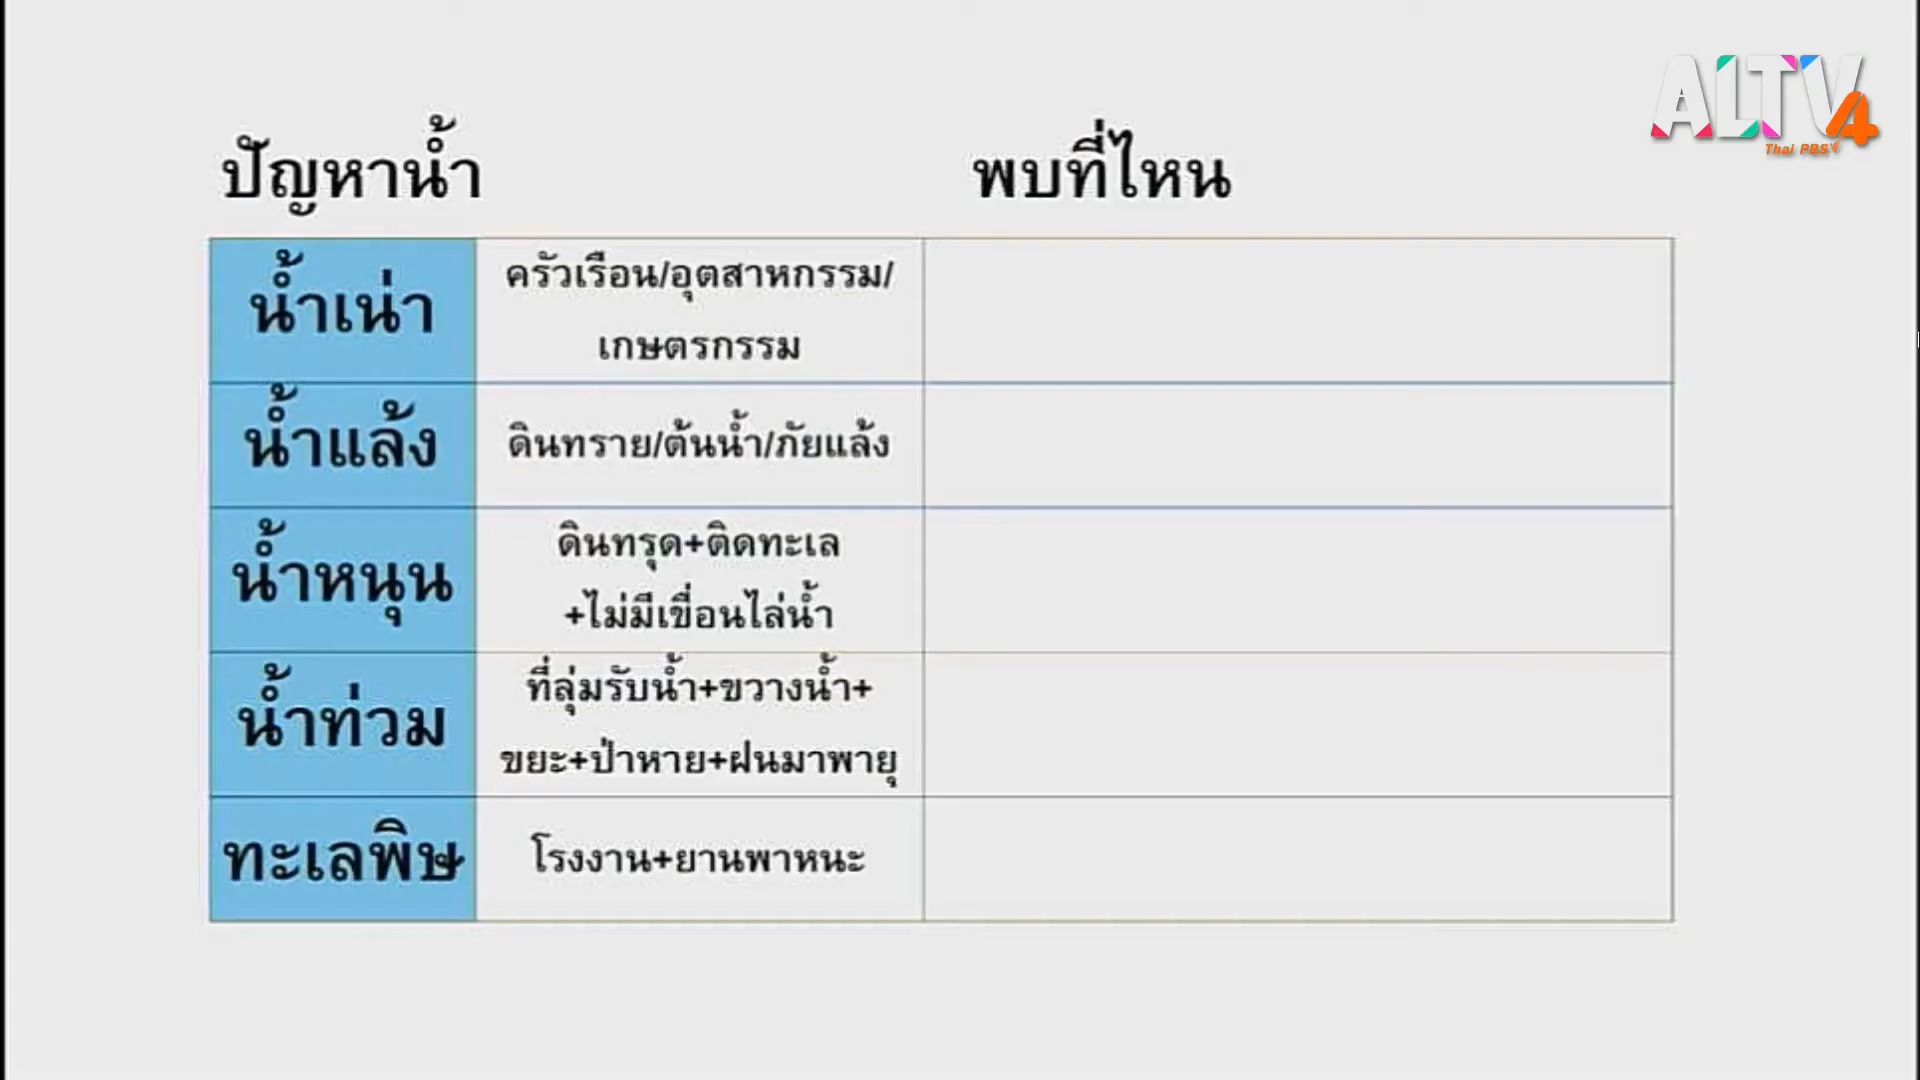 ALTV4
Thai PBS
ปัญหาน้ำ
พบที่ไหน
น้ำเน่า
ครัวเรือน/อุตสาหกรรม/
เกษตรกรรม
น้ำแล้ง
ดินทราย/ต้นน้ำ/ภัยแล้ง
น้ำหนุน
ดินทรุด+ติดทะเล
+ไม่มีเขื่อนไล่น้ำ
น้ำท่วม
ที่ลุ่มรับน้ำ+ขวางน้ำ+
ขยะ+ป่าหาย+ฝนมาพายุ
ทะเลพิษ
โรงงาน+ยานพาหนะ